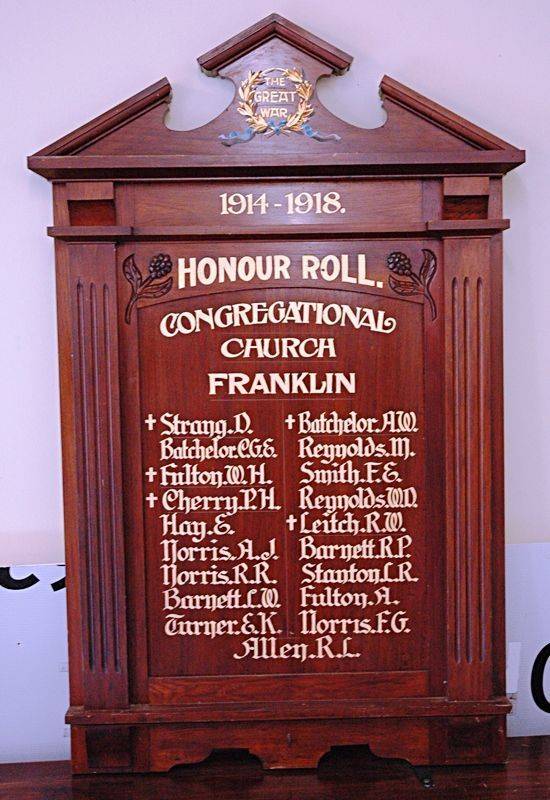 THE
GREAT
WAR
1914-1918.
HONOUR ROLL.
CONGREGATIONAL
CHURCH
FRANKLIN
✝ Strang. D.
Batchelor. C.G.E.
✝ Fulton. W. H.
✝ Cherry. P. H.
Hay. E.
Norris. A. J.
Norris. R. R.
Barnett. L. W.
Turner. E. K.
✝ Batchelor. A.W.
Reynolds. M.
Smith. F. E.
Reynolds. W.D.
✝ Leitch. R. W.
Barnett. R. P.
Stanton. L. R.
Fulton. A.
Norris. F. G.
Allen. R. L.